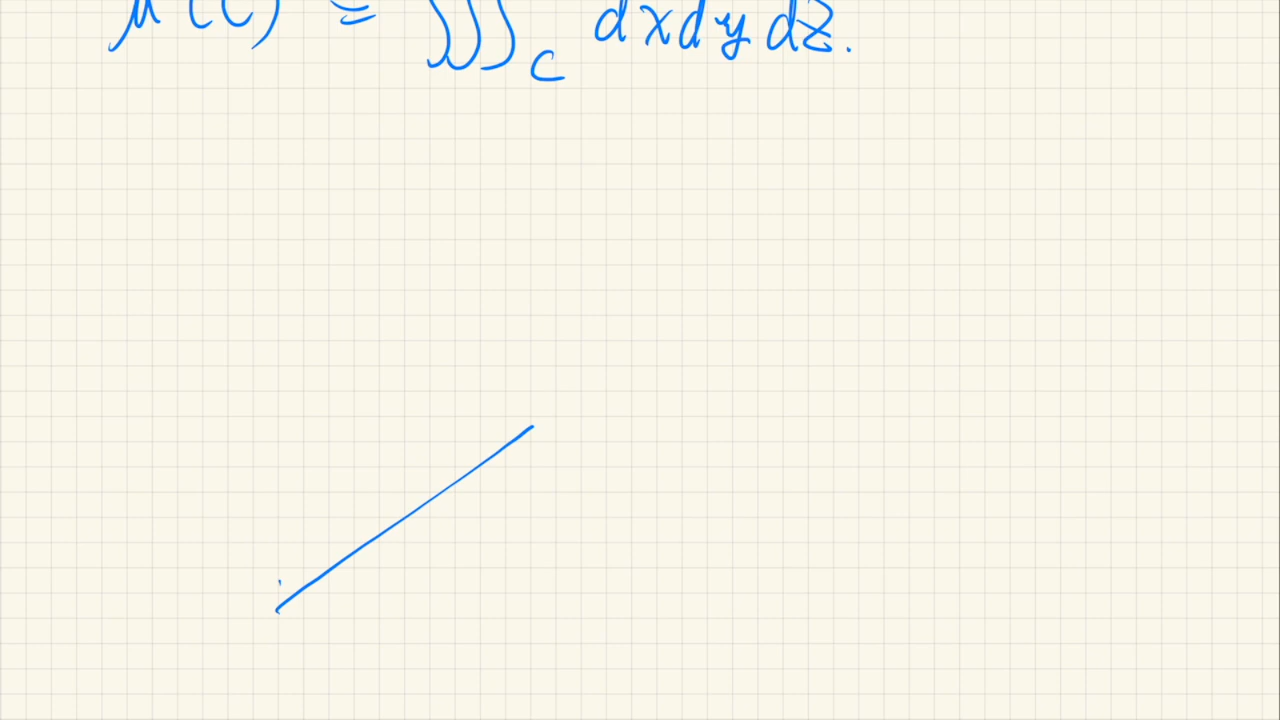 μ(C) = ∭_C dxdydz.